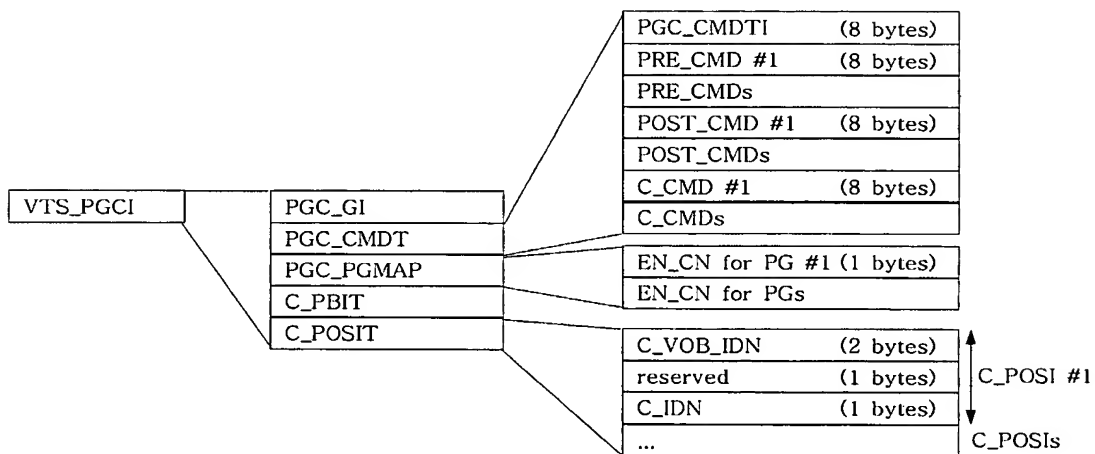 PGC_CMDTI (8 bytes)
PRE_CMD #1 (8 bytes)
PRE_CMDs
POST_CMD #1 (8 bytes)
POST_CMDs
C_CMD #1 (8 bytes)
C_CMDs
VTS_PGCI
PGC_GI
PGC_CMDT
PGC_PGMAP
C_PBIT
C_POSIT
EN_CN for PG #1 (1 bytes)
EN_CN for PGs
C_VOB_IDN (2 bytes)
reserved (1 bytes)
C_IDN (1 bytes)
...
C_POSI #1
C_POSIs